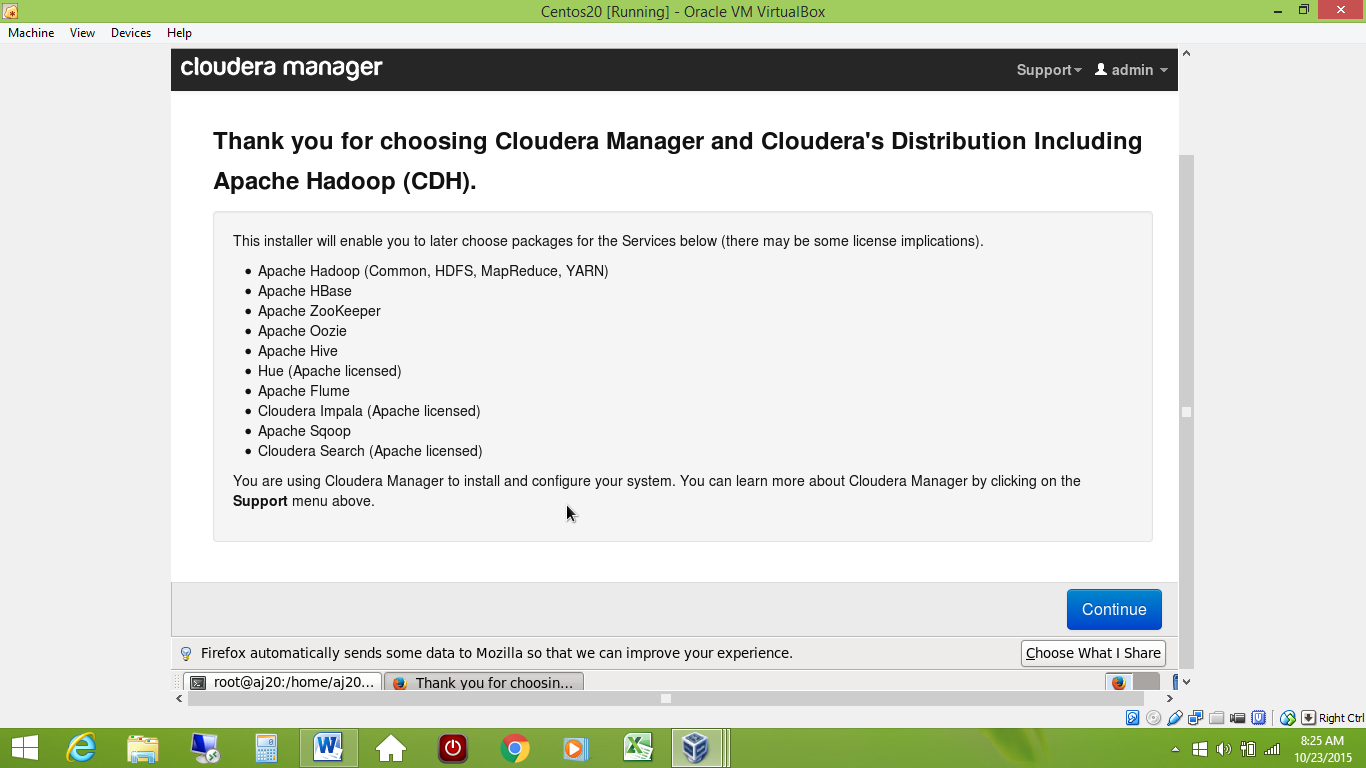 Centos20 [Running] - Oracle VM VirtualBox
Machine View Devices Help
cloudera manager
Support admin
Thank you for choosing Cloudera Manager and Cloudera's Distribution Including
Apache Hadoop (CDH).
This installer will enable you to later choose packages for the Services below (there may be some license implications).
Apache Hadoop (Common, HDFS, MapReduce, YARN)
Apache HBase
Apache ZooKeeper
Apache Oozie
Apache Hive
Hue (Apache licensed)
Apache Flume
Cloudera Impala (Apache licensed)
Apache Sqoop
Cloudera Search (Apache licensed)
You are using Cloudera Manager to install and configure your system. You can learn more about Cloudera Manager by clicking on the
Support menu above.
Continue
Firefox automatically sends some data to Mozilla so that we can improve your experience.
Choose What I Share
root@aj20:/home/aj20...
Thank you for choosin...
Right Ctrl
8:25 AM
10/23/2015